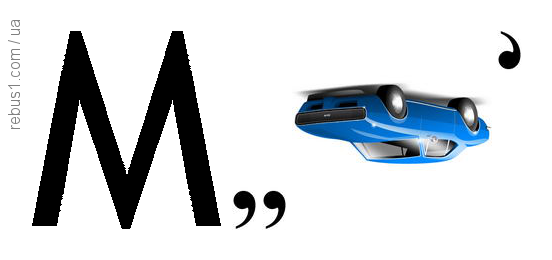 rebus1.com/ua
М,, ’